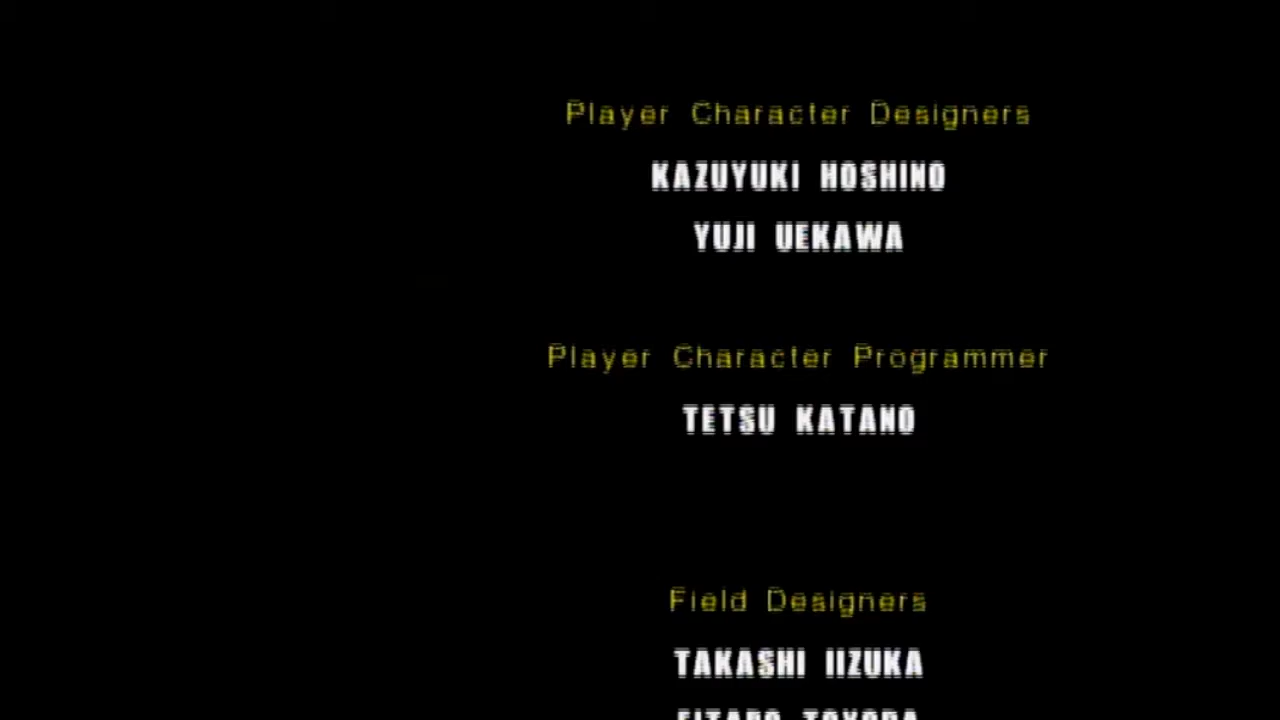 Player Character Designers
KAZUYUKI HOSHINO
YUJI UEKAWA
Player Character Programmer
TETSU KATANO
Field Designers
TAKASHI IIZUKA